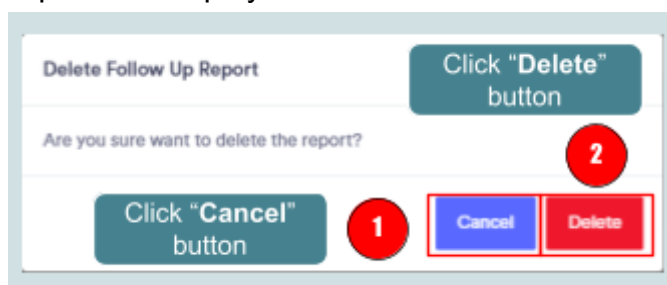 Delete Follow Up Report
Click “Delete”
button
Are you sure want to delete the report?
2
Click “Cancel”
button
1
Cancel
Delete